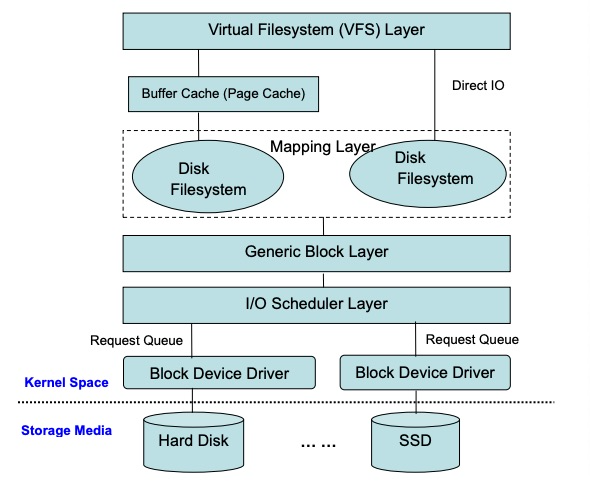 Virtual Filesystem (VFS) Layer
Buffer Cache (Page Cache)
Direct IO
Mapping Layer
Disk
Filesystem
Disk
Filesystem
Generic Block Layer
I/O Scheduler Layer
Request Queue
Request Queue
Block Device Driver
Block Device Driver
Kernel Space
Storage Media
Hard Disk
... ...
SSD